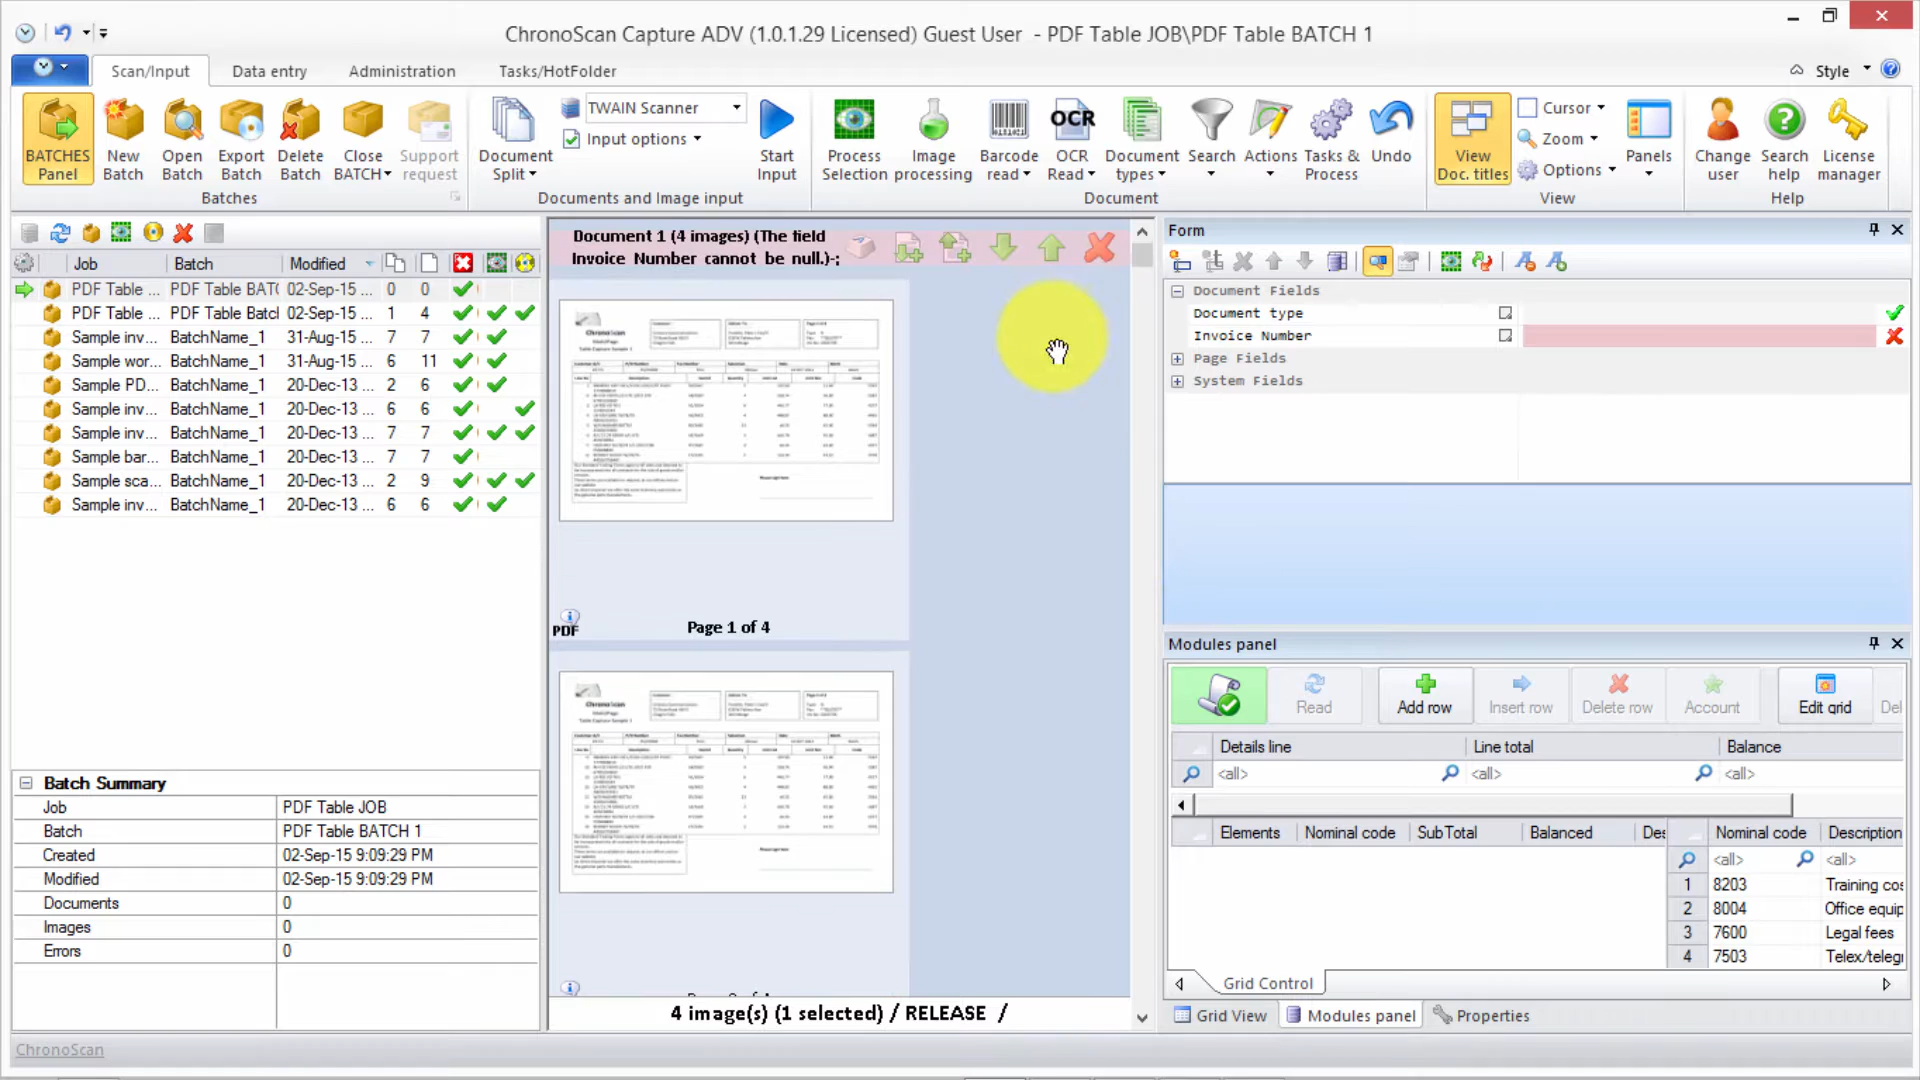 ChronoScan Capture ADV (1.0.1.29 Licensed) Guest User - PDF Table JOB\PDF Table BATCH 1
Scan/Input Data entry Administration Tasks/HotFolder Style
BATCHES Panel
New Batch
Open Batch
Export Batch
Delete Batch
CLOSE BATCH
Support request
Document Split
TWAIN Scanner
Input options
Start Input
Process Selection
Image processing
Barcode read
OCR
OCR Read
Document types
Search
Actions
Tasks & Process
Undo
View Doc. titles
Cursor
Zoom
Options
Panels
Change user
Search help
License manager
Batches
Documents and Image input
Document
View
Help
Job Batch Modified
PDF Table ... PDF Table BATC 02-Sep-15 ... 0 0
PDF Table ... PDF Table Batcl 02-Sep-15 ... 1 4
Sample inv... BatchName_1 31-Aug-15 ... 7 7
Sample wor... BatchName_1 31-Aug-15 ... 6 11
Sample PD... BatchName_1 20-Dec-13 ... 2 6
Sample inv... BatchName_1 20-Dec-13 ... 6 6
Sample inv... BatchName_1 20-Dec-13 ... 7 7
Sample bar... BatchName_1 20-Dec-13 ... 7 7
Sample sca... BatchName_1 20-Dec-13 ... 2 9
Sample inv... BatchName_1 20-Dec-13 ... 6 6
Batch Summary
Job PDF Table JOB
Batch PDF Table BATCH 1
Created 02-Sep-15 9:09:29 PM
Modified 02-Sep-15 9:09:29 PM
Documents 0
Images 0
Errors 0
Document 1 (4 images) (The field
Invoice Number cannot be null.)-;
ChronoScan
Table Capture Sample 1
PDF
Page 1 of 4
ChronoScan
Table Capture Sample 1
4 image(s) (1 selected) / RELEASE /
Form
Document Fields
Document type
Invoice Number
Page Fields
System Fields
Modules panel
Read
Add row
Insert row
Delete row
Account
Edit grid
Del
Details line Line total Balance
<all> <all> <all>
Elements Nominal code SubTotal Balanced Des
Nominal code Description
<all> <all>
1 8203 Training cos
2 8004 Office equip
3 7600 Legal fees
4 7503 Telex/telegr
Grid Control
Grid View Modules panel Properties
ChronoScan